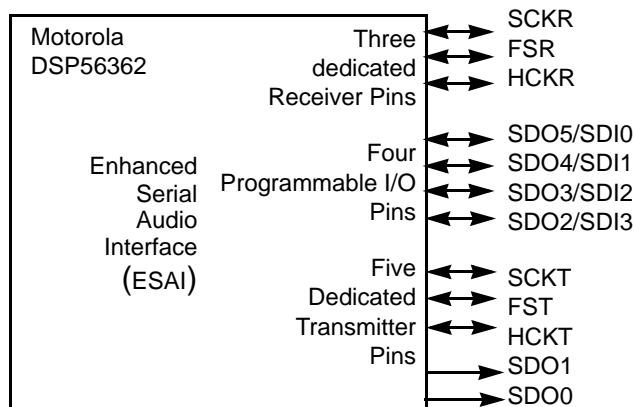 Motorola
DSP56362
Enhanced
Serial
Audio
Interface
(ESAI)
Three
dedicated
Receiver Pins
Four
Programmable I/O
Pins
Five
Dedicated
Transmitter
Pins
SCKR
FSR
HCKR
SDO5/SDI0
SDO4/SDI1
SDO3/SDI2
SDO2/SDI3
SCKT
FST
HCKT
SDO1
SDO0